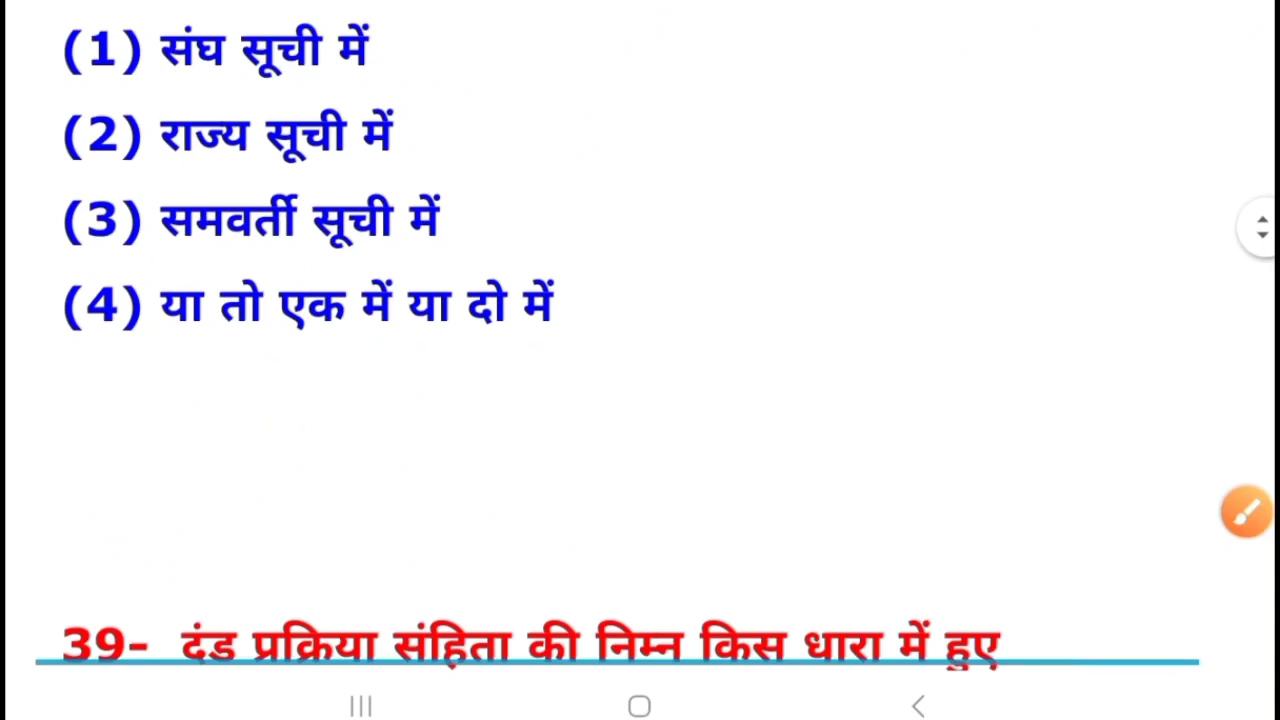 (1) संघ सूची में
(2) राज्य सूची में
(3) समवर्ती सूची में
(4) या तो एक में या दो में
39- दंड प्रक्रिया संहिता की निम्न किस धारा में हुए